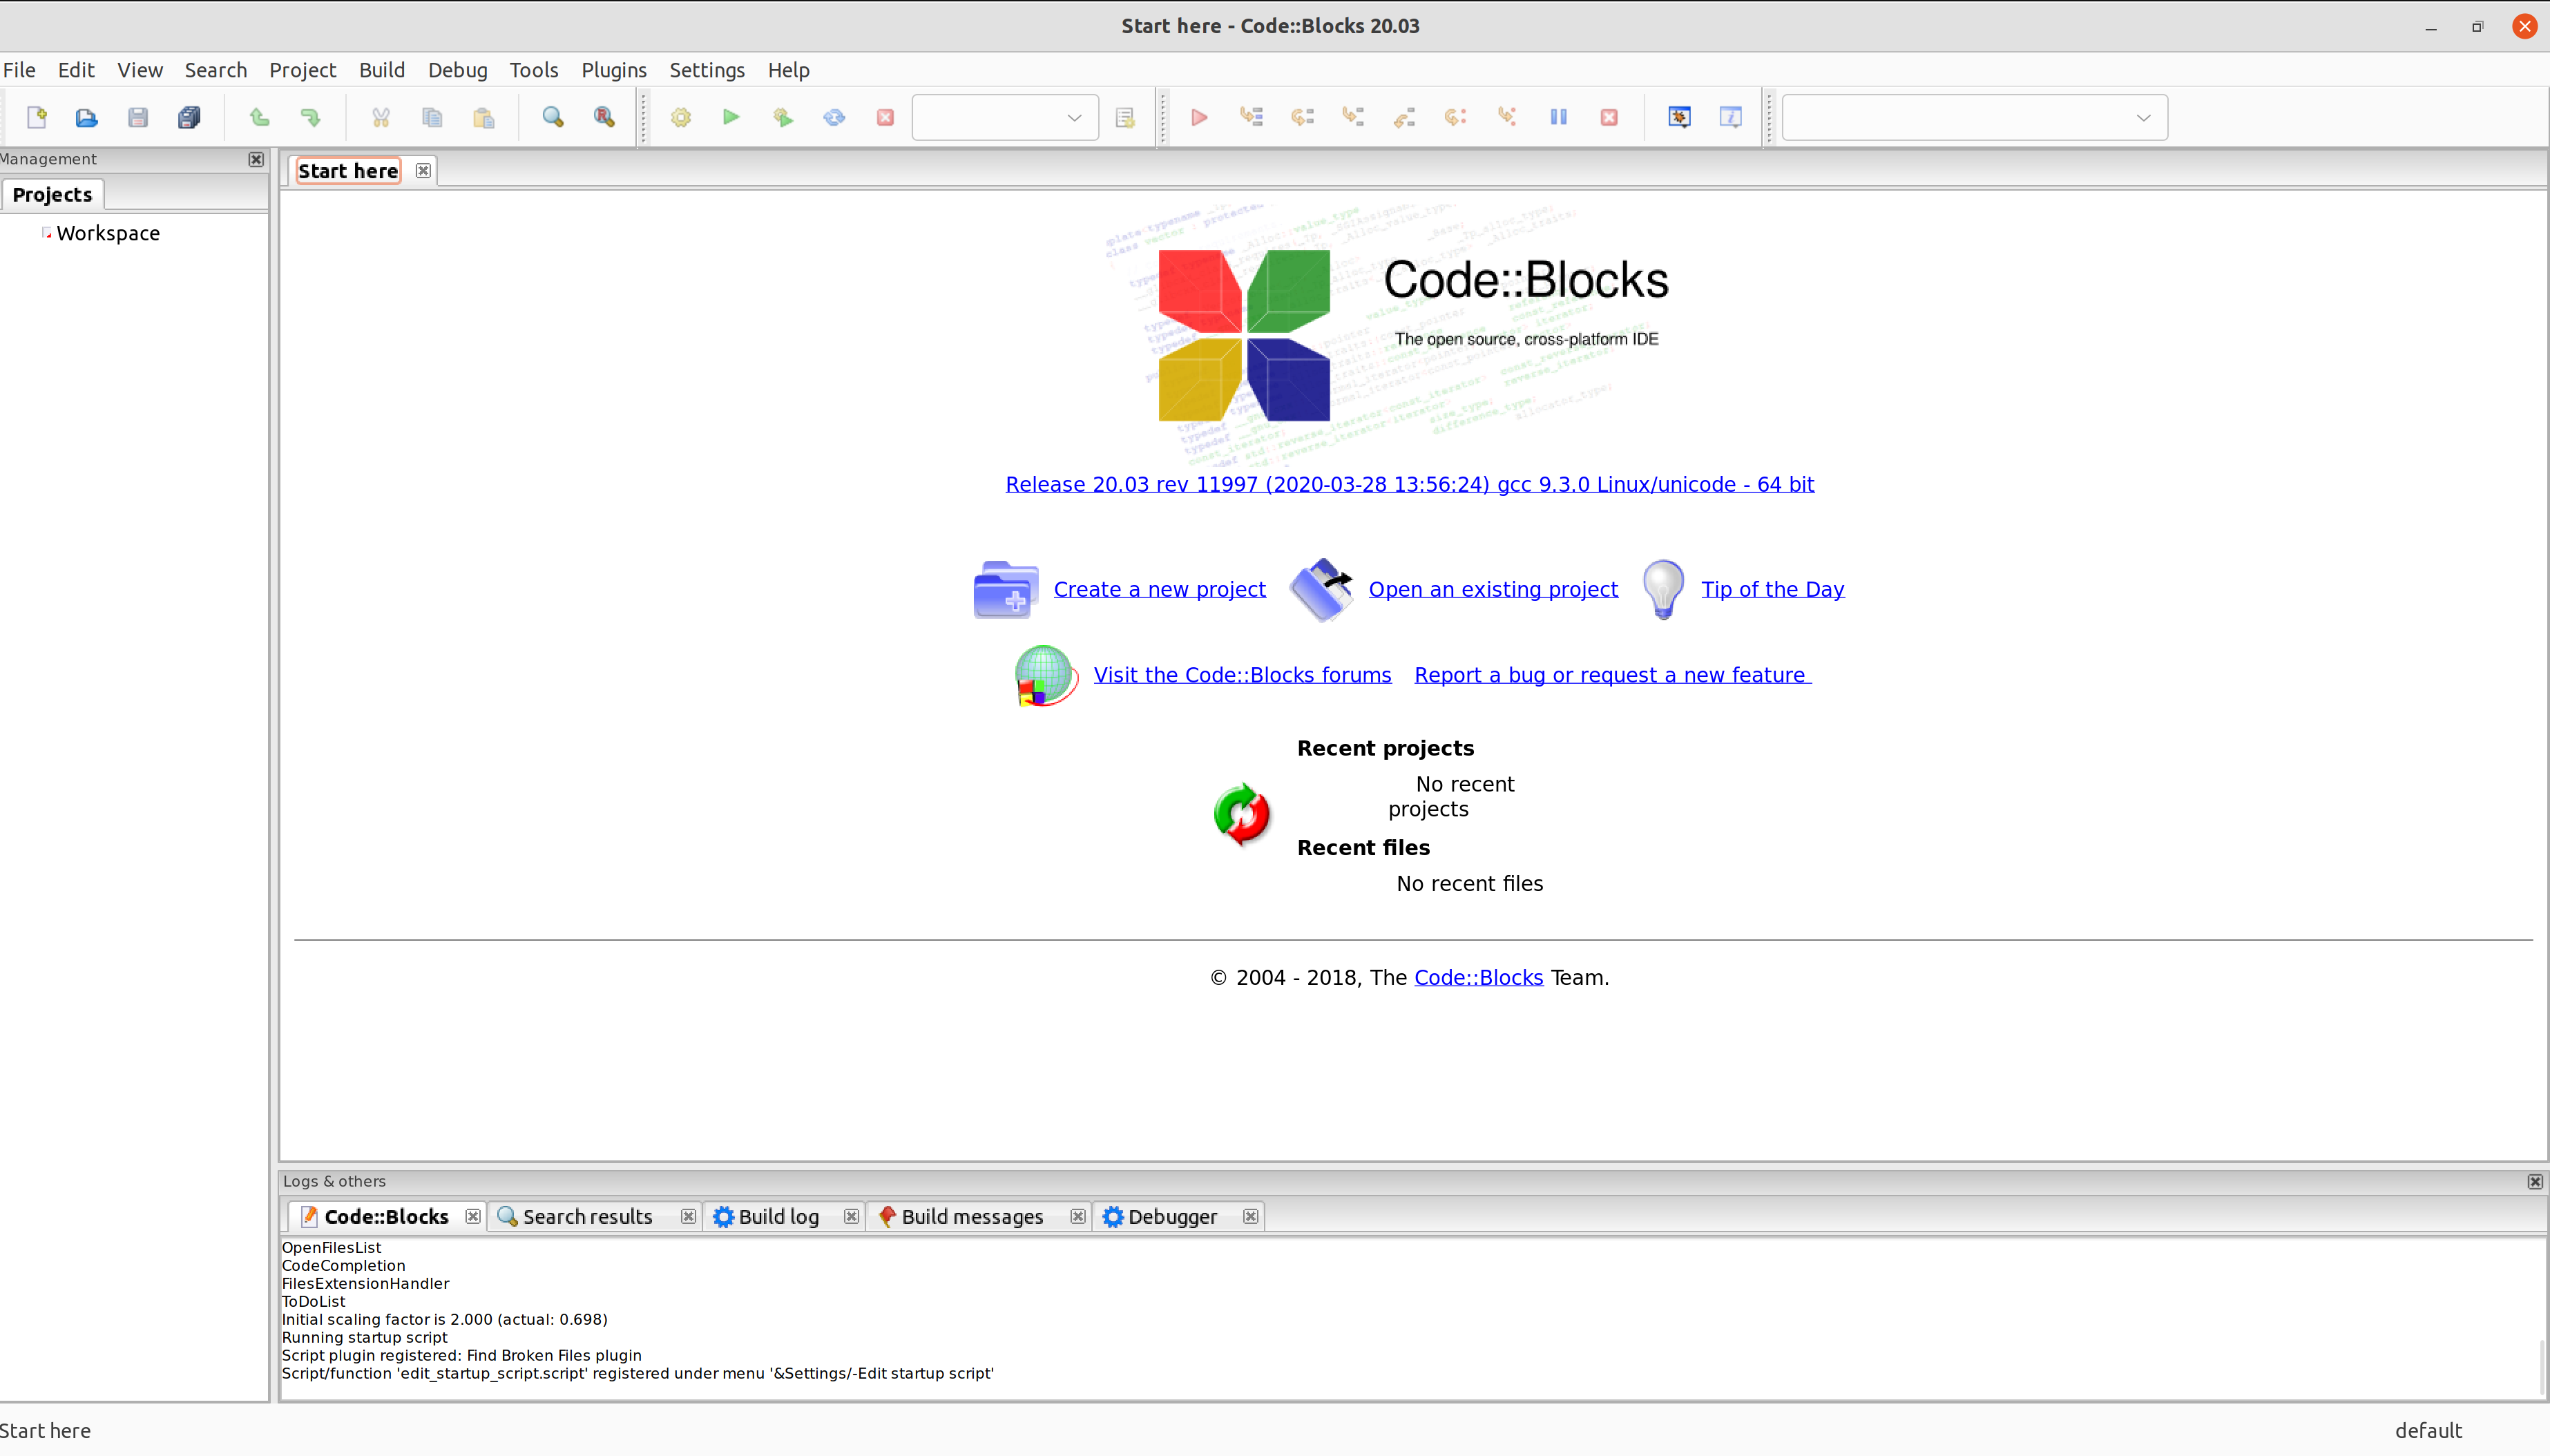 Start here - Code::Blocks 20.03
File Edit View Search Project Build Debug Tools Plugins Settings Help
Management
Start here
Projects
Workspace
Code::Blocks
The open source, cross-platform IDE
Release 20.03 rev 11997 (2020-03-28 13:56:24) gcc 9.3.0 Linux/unicode - 64 bit
Create a new project Open an existing project Tip of the Day
Visit the Code::Blocks forums Report a bug or request a new feature
Recent projects
No recent
projects
Recent files
No recent files
© 2004 - 2018, The Code::Blocks Team.
Logs & others
Code::Blocks Search results Build log Build messages Debugger
OpenFilesList
CodeCompletion
FilesExtensionHandler
ToDoList
Initial scaling factor is 2.000 (actual: 0.698)
Running startup script
Script plugin registered: Find Broken Files plugin
Script/function 'edit_startup_script.script' registered under menu '&Settings/-Edit startup script'
Start here default